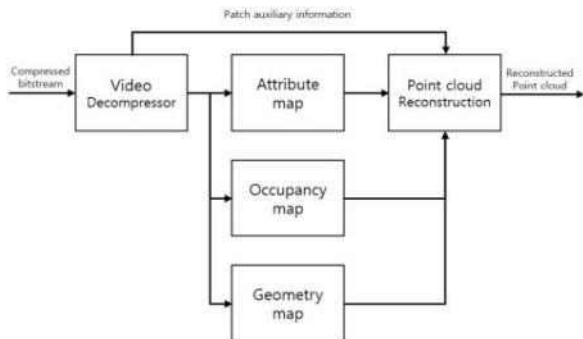 Patch auxiliary information
Compressed
bitstream
Video
Decompressor
Attribute
map
Point cloud
Reconstruction
Reconstructed
Point cloud
Occupancy
map
Geometry
map